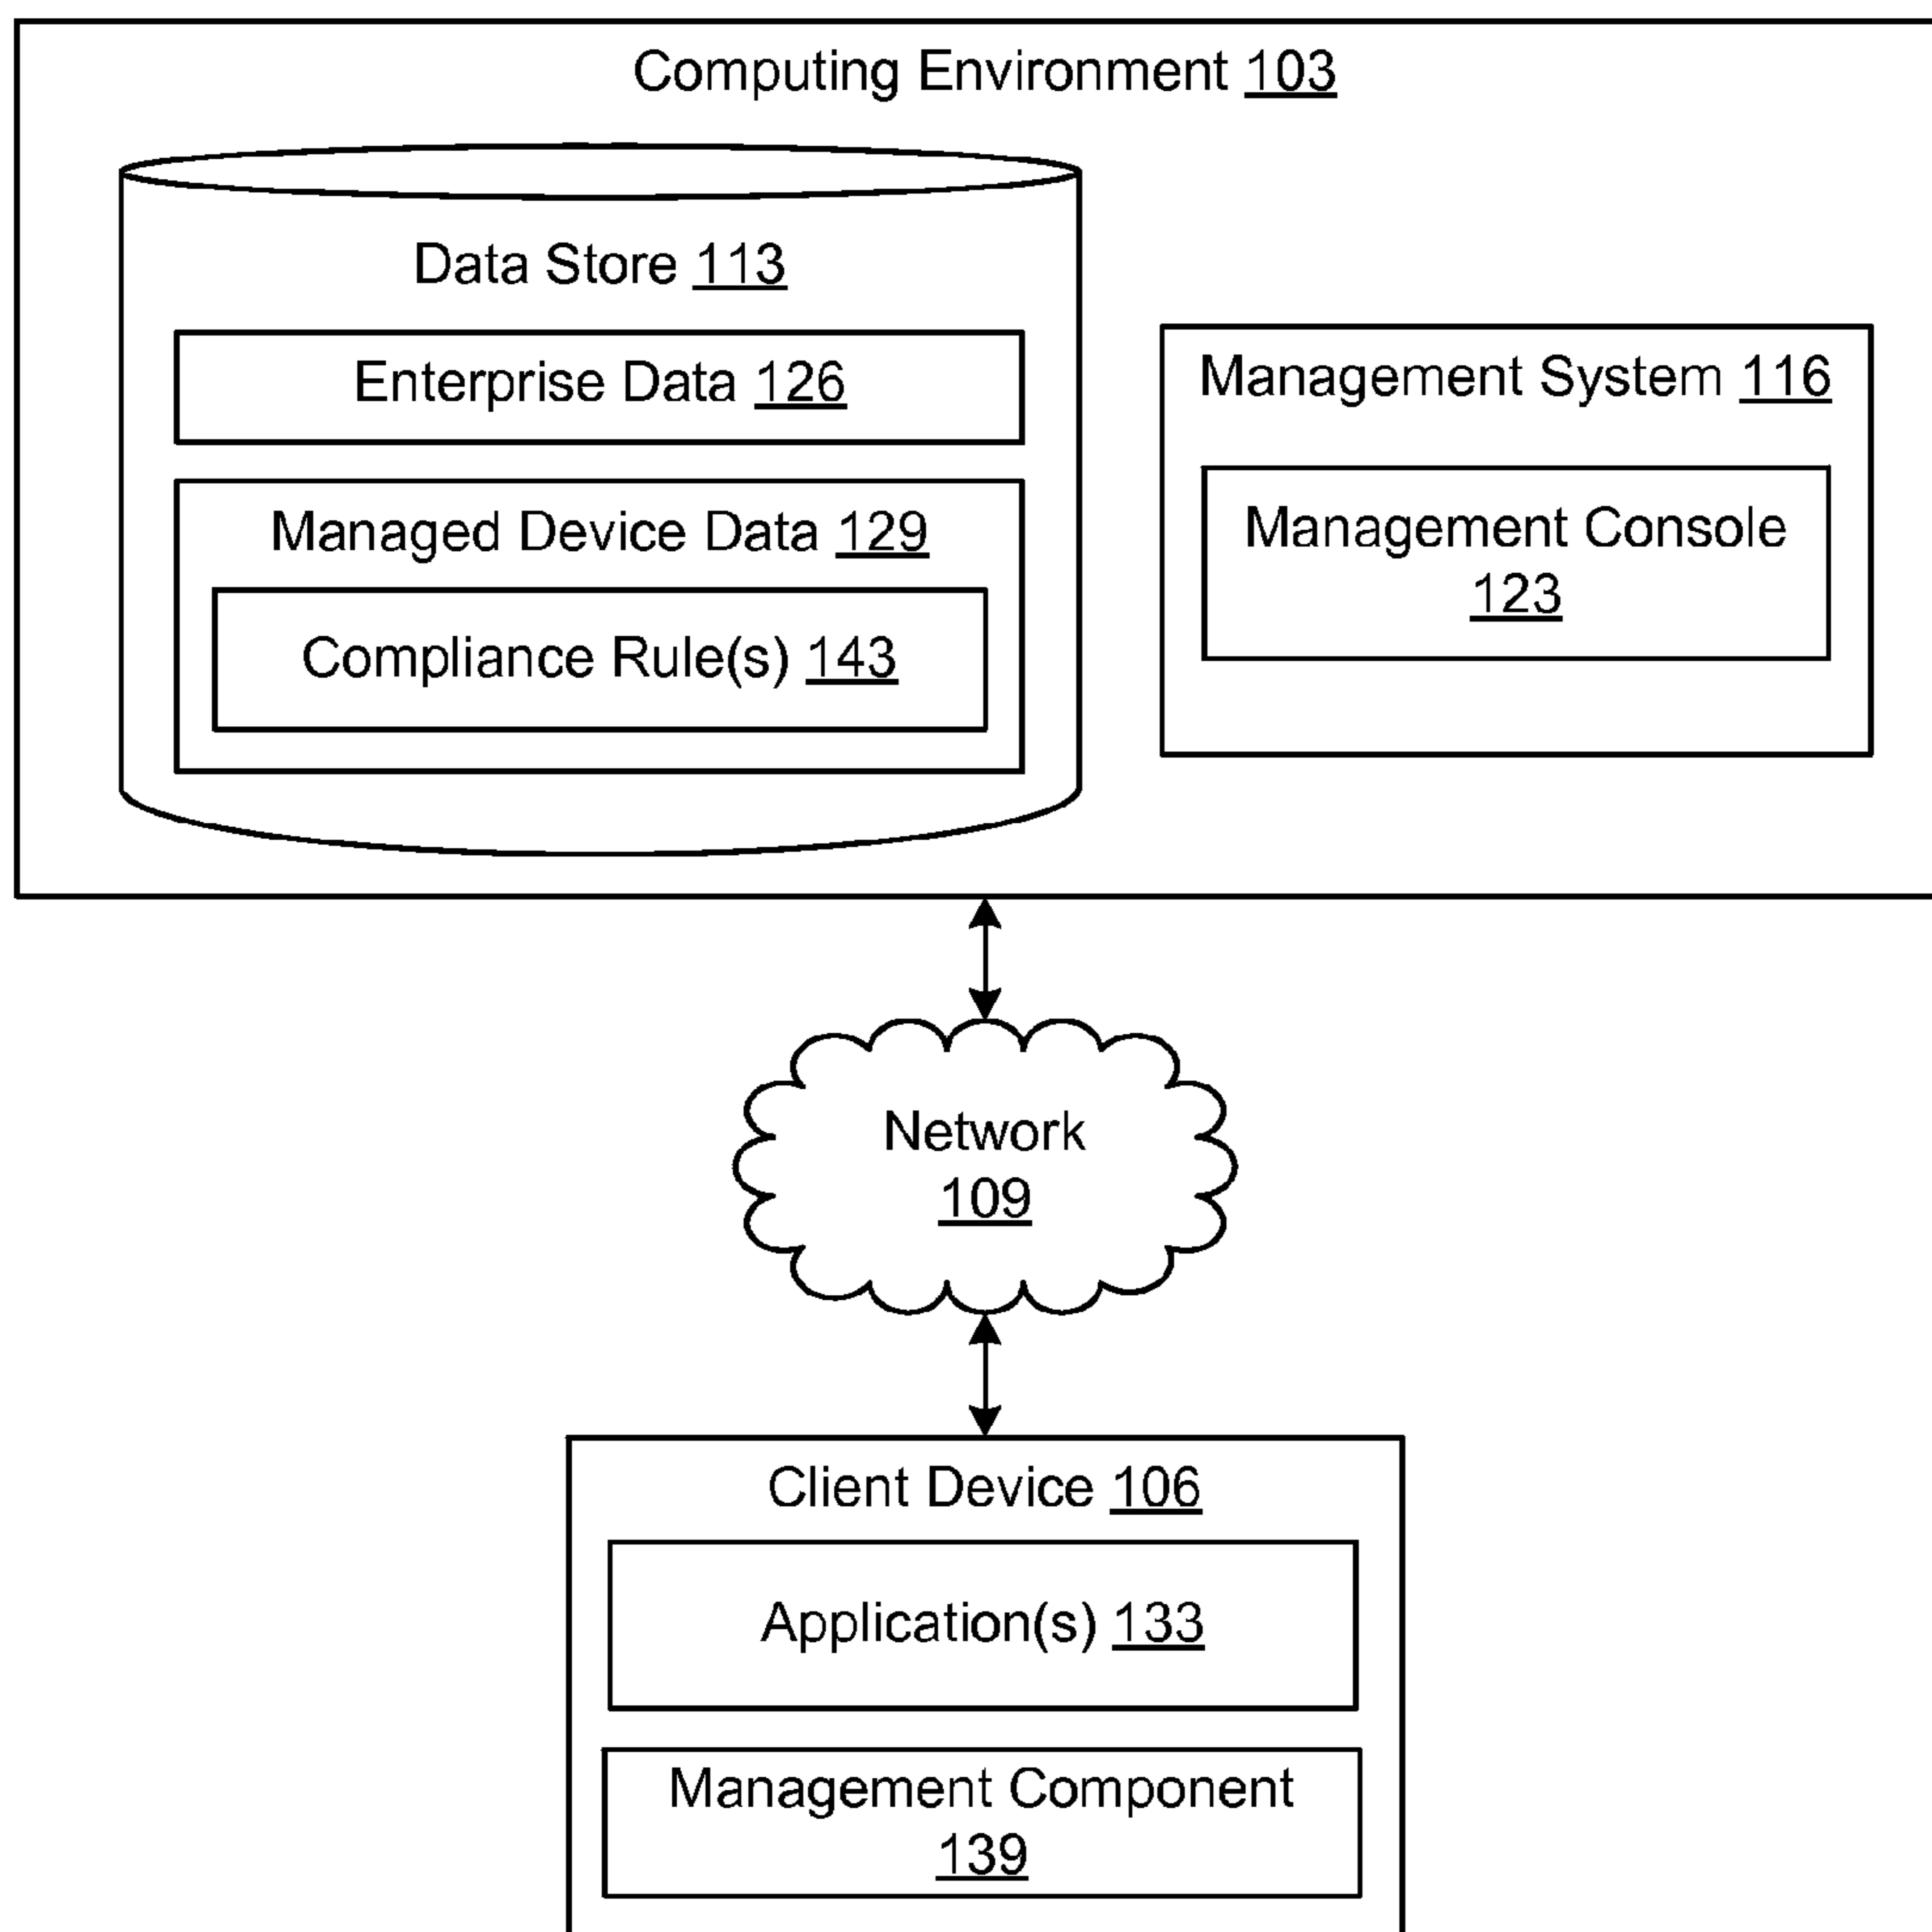 Computing Environment 103
Data Store 113
Enterprise Data 126
Managed Device Data 129
Compliance Rule(s) 143
Management System 116
Management Console
123
Network
109
Client Device 106
Application(s) 133
Management Component
139